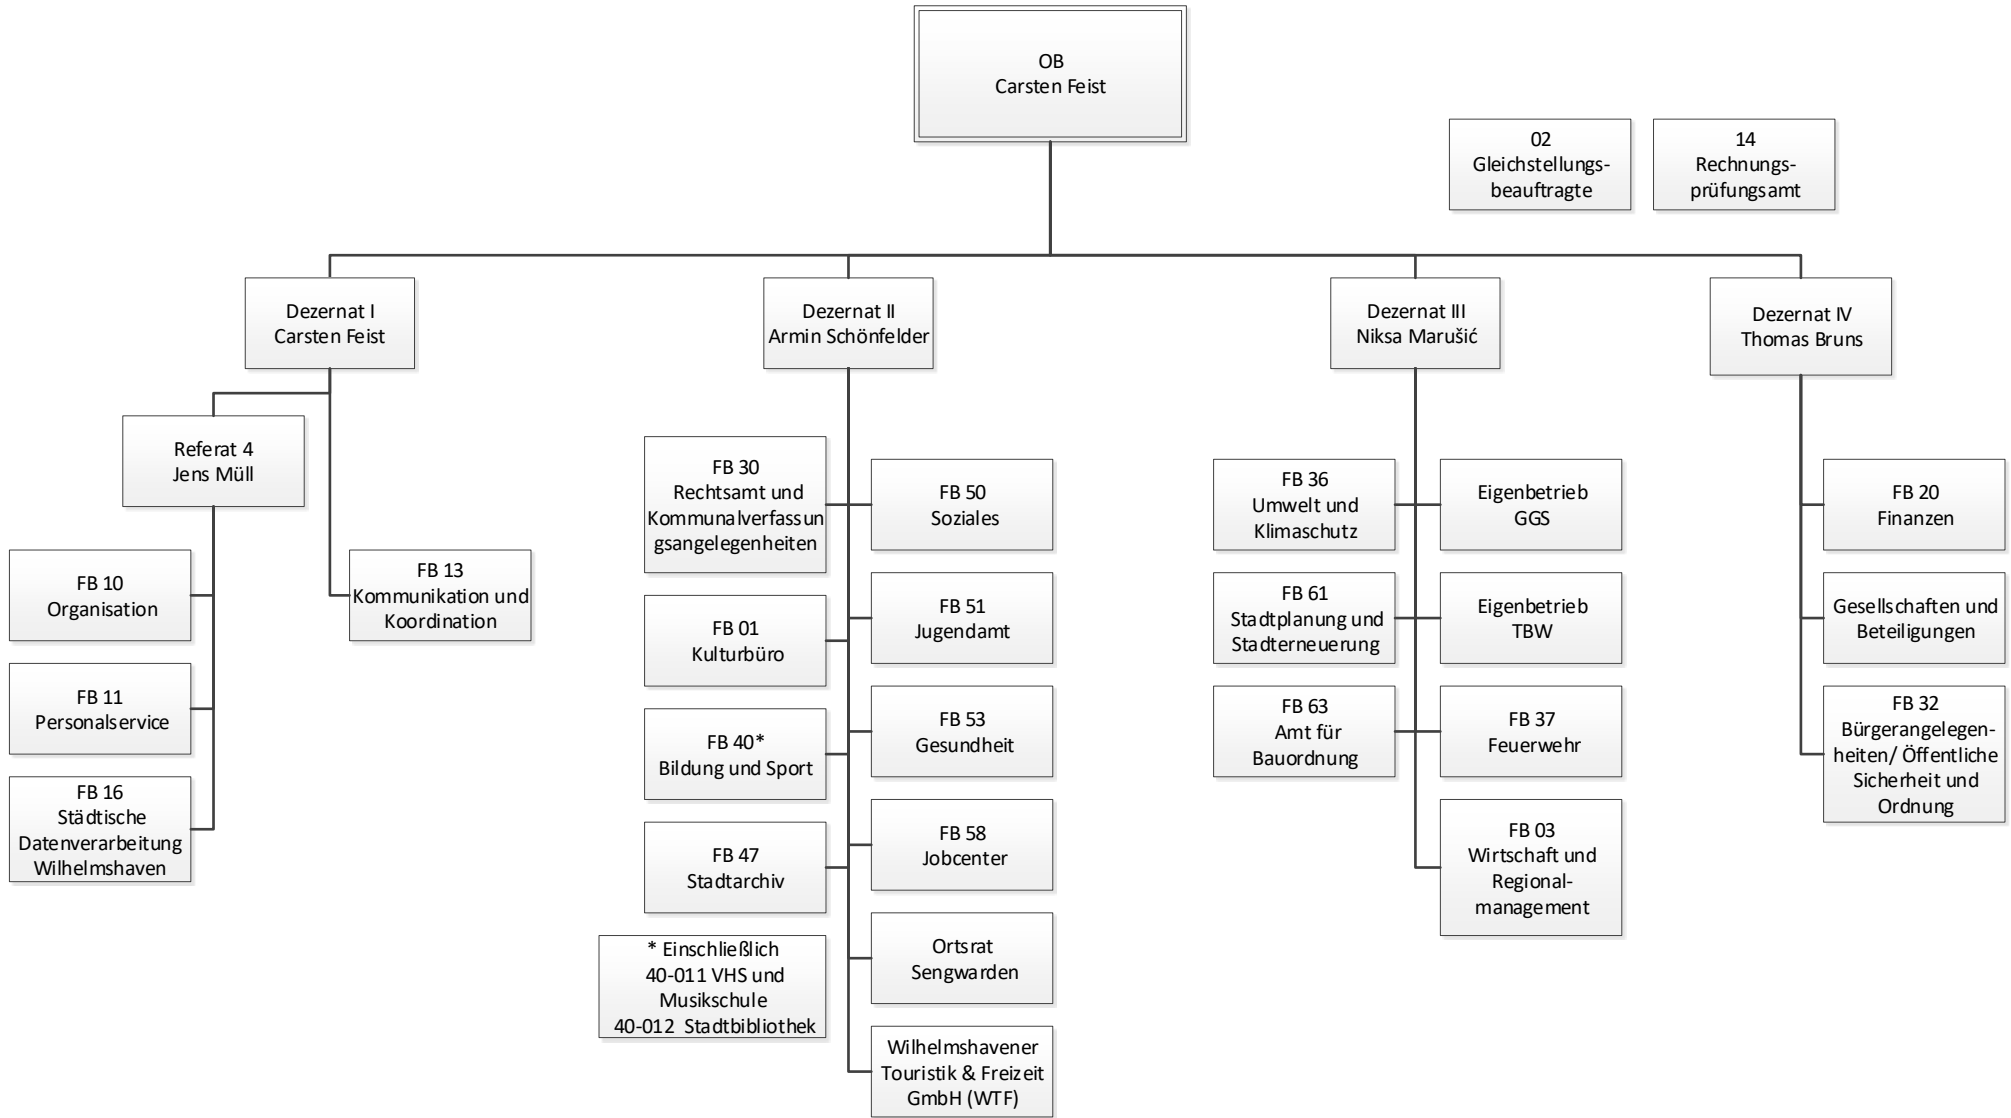 OB
Carsten Feist
02
Gleichstellungs-
beauftragte
14
Rechnungs-
prüfungsamt
Dezernat I
Carsten Feist
Dezernat II
Armin Schönfelder
Dezernat III
Niksa Marušić
Dezernat IV
Thomas Bruns
Referat 4
Jens Müll
FB 10
Organisation
FB 11
Personalservice
FB 16
Städtische
Datenverarbeitung
Wilhelmshaven
FB 13
Kommunikation und
Koordination
FB 30
Rechtsamt und
Kommunalverfassun
gsangelegenheiten
FB 01
Kulturbüro
FB 40*
Bildung und Sport
FB 47
Stadtarchiv
* Einschließlich
40-011 VHS und
Musikschule
40-012 Stadtbibliothek
FB 50
Soziales
FB 51
Jugendamt
FB 53
Gesundheit
FB 58
Jobcenter
Ortsrat
Sengwarden
Wilhelmshavener
Touristik & Freizeit
GmbH (WTF)
FB 36
Umwelt und
Klimaschutz
FB 61
Stadtplanung und
Stadterneuerung
FB 63
Amt für
Bauordnung
Eigenbetrieb
GGS
Eigenbetrieb
TBW
FB 37
Feuerwehr
FB 03
Wirtschaft und
Regional-
management
FB 20
Finanzen
Gesellschaften und
Beteiligungen
FB 32
Bürgerangelegen-
heiten/ Öffentliche
Sicherheit und
Ordnung